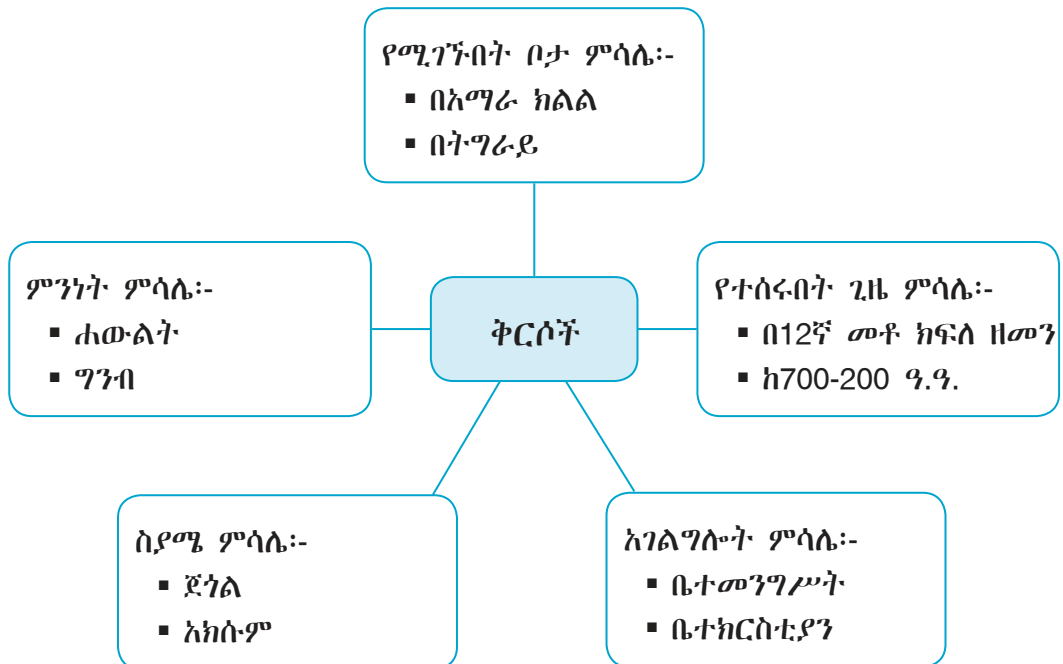 የሚገኙበት ቦታ ምሳሌ፡-
▪ በአማራ ክልል
▪ በትግራይ
ምንነት ምሳሌ፡-
▪ ሐውልት
▪ ግንብ
ቅርሶች
የተሰሩበት ጊዜ ምሳሌ፡-
▪ በ12ኛ መቶ ክፍለ ዘመን
▪ ከ700-200 ዓ.ዓ.
ስያሜ ምሳሌ፡-
▪ ጀጎል
▪ አክሱም
አገልግሎት ምሳሌ፡-
▪ ቤተመንግሥት
▪ ቤተክርስቲያን